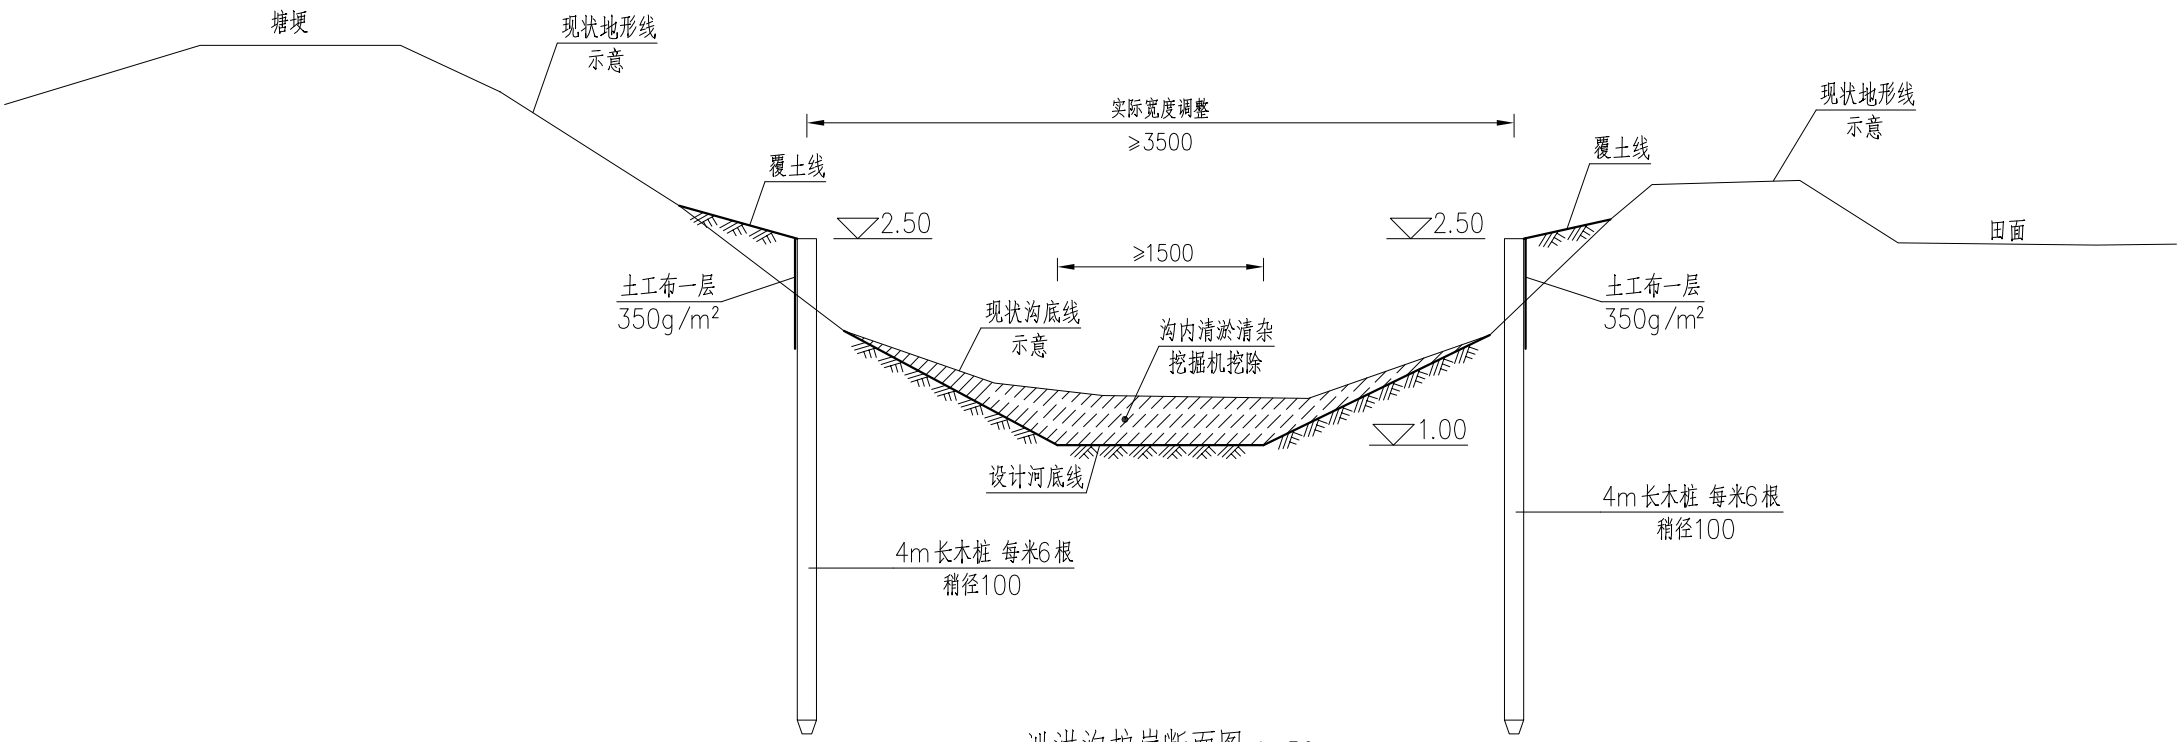 塘埂
现状地形线
示意
实际宽度调整
≥3500
现状地形线
示意
覆土线
覆土线
2.50
2.50
田面
≥1500
土工布一层
350g/m²
土工布一层
350g/m²
现状沟底线
示意
沟内清淤清杂
挖掘机挖除
1.00
设计河底线
4m长木桩 每米6根
稍径100
4m长木桩 每米6根
稍径100